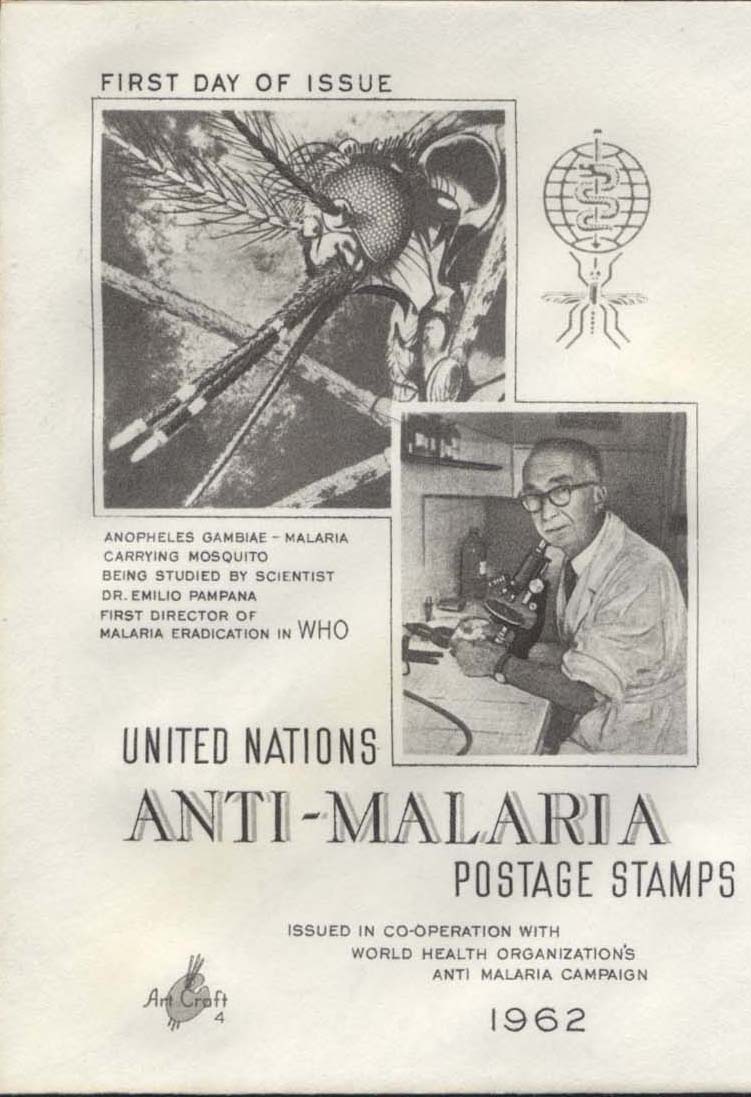 FIRST DAY OF ISSUE
ANOPHELES GAMBIAE - MALARIA
CARRYING MOSQUITO
BEING STUDIED BY SCIENTIST
DR. EMILIO PAMPANA
FIRST DIRECTOR OF
MALARIA ERADICATION IN WHO
UNITED NATIONS
ANTI-MALARIA
POSTAGE STAMPS
ISSUED IN CO-OPERATION WITH
WORLD HEALTH ORGANIZATION'S
ANTI MALARIA CAMPAIGN
Art Craft
4
1962